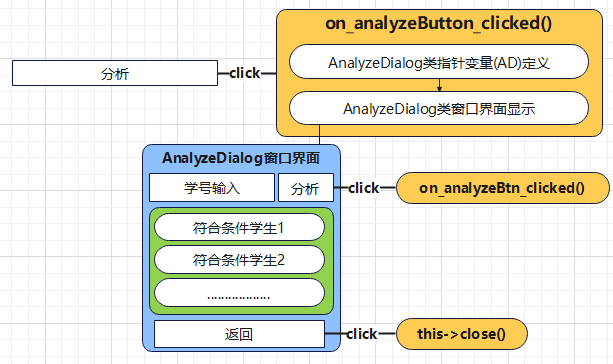 on_analyzeButton_clicked()
AnalyzeDialog类指针变量(AD)定义
分析
click
AnalyzeDialog类窗口界面显示
AnalyzeDialog窗口界面
学号输入
分析
click
on_analyzeBtn_clicked()
符合条件学生1
符合条件学生2
..................
返回
click
this->close()